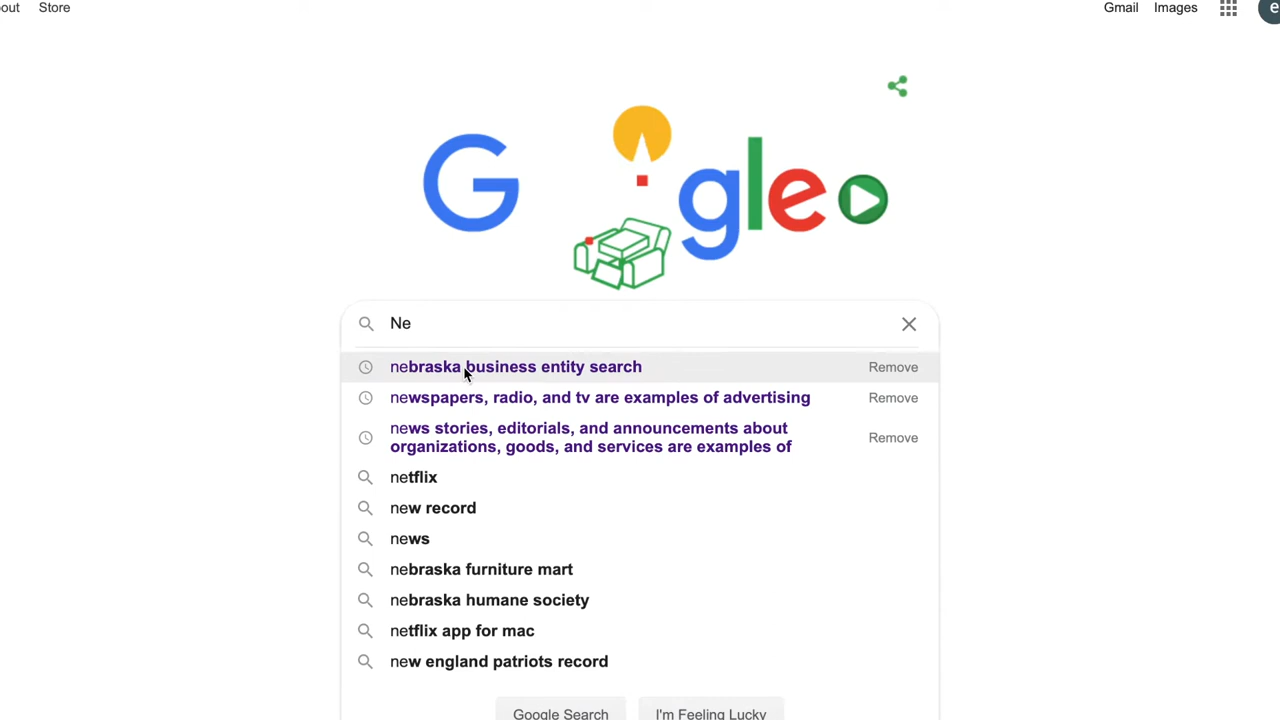 out Store Gmail Images e
G gle
Ne
nebraska business entity search Remove
newspapers, radio, and tv are examples of advertising Remove
news stories, editorials, and announcements about
organizations, goods, and services are examples of Remove
netflix
new record
news
nebraska furniture mart
nebraska humane society
netflix app for mac
new england patriots record
Google Search I'm Feeling Lucky